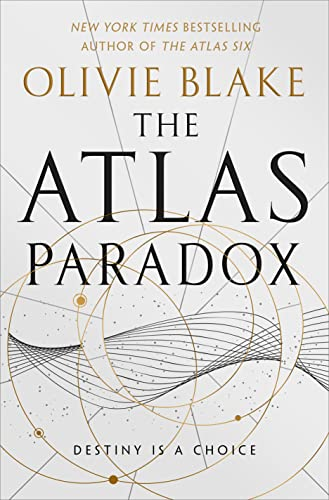 NEW YORK TIMES BESTSELLING
AUTHOR OF THE ATLAS SIX
OLIVIE BLAKE
THE
ATLAS
PARADOX
DESTINY IS A CHOICE